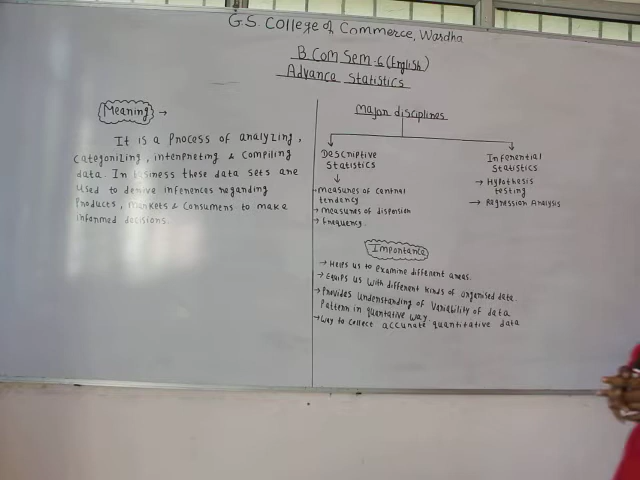 G.S. College of Commerce, Wardha
B.Com Sem-6 (English)
Advance Statistics
Meaning →
It is a Process of analyzing,
categorizing, interpreting & compiling
data. In business these data sets are
used to derive inferences regarding
Products, markets & consumers to make
informed decisions.
Major disciplines
Descriptive
Statistics
→ measures of central
tendency
→ measures of dispersion
→ frequency.
Inferential
Statistics
→ Hypothesis
testing
→ Regression Analysis
Importance
→ Helps us to examine different areas.
→ Equips us with different kinds of organised data.
→ Provides understanding of variability of data
Pattern in quantative way.
→ Way to collect accurate quantitative data